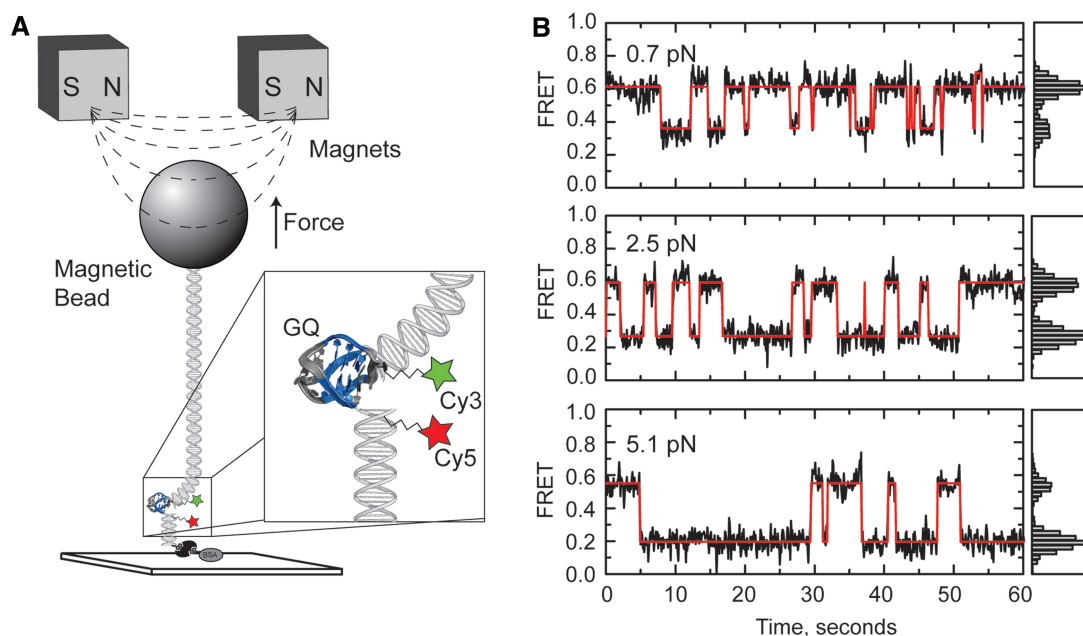 A
S N
S N
Magnets
Force
Magnetic
Bead
GQ
Cy3
Cy5
BSA
B
0.7 pN
FRET
1.0
0.8
0.6
0.4
0.2
0.0
2.5 pN
FRET
1.0
0.8
0.6
0.4
0.2
0.0
5.1 pN
FRET
1.0
0.8
0.6
0.4
0.2
0.0
0 10 20 30 40 50 60
Time, seconds